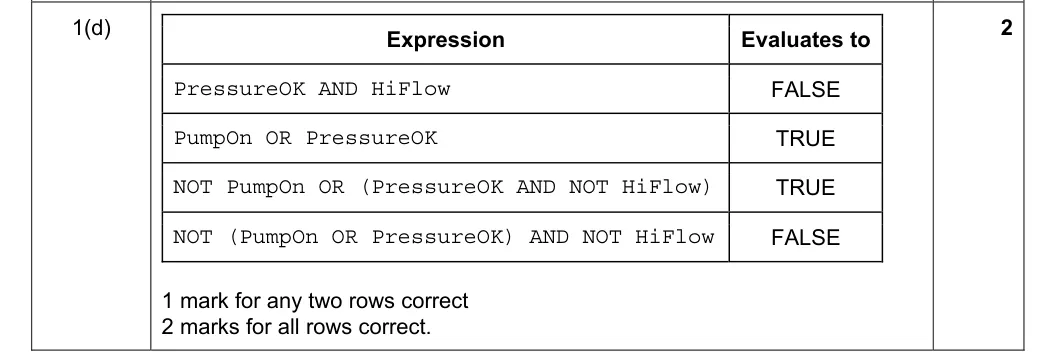 1(d)
Expression Evaluates to
2
PressureOK AND HiFlow FALSE
PumpOn OR PressureOK TRUE
NOT PumpOn OR (PressureOK AND NOT HiFlow) TRUE
NOT (PumpOn OR PressureOK) AND NOT HiFlow FALSE
1 mark for any two rows correct
2 marks for all rows correct.